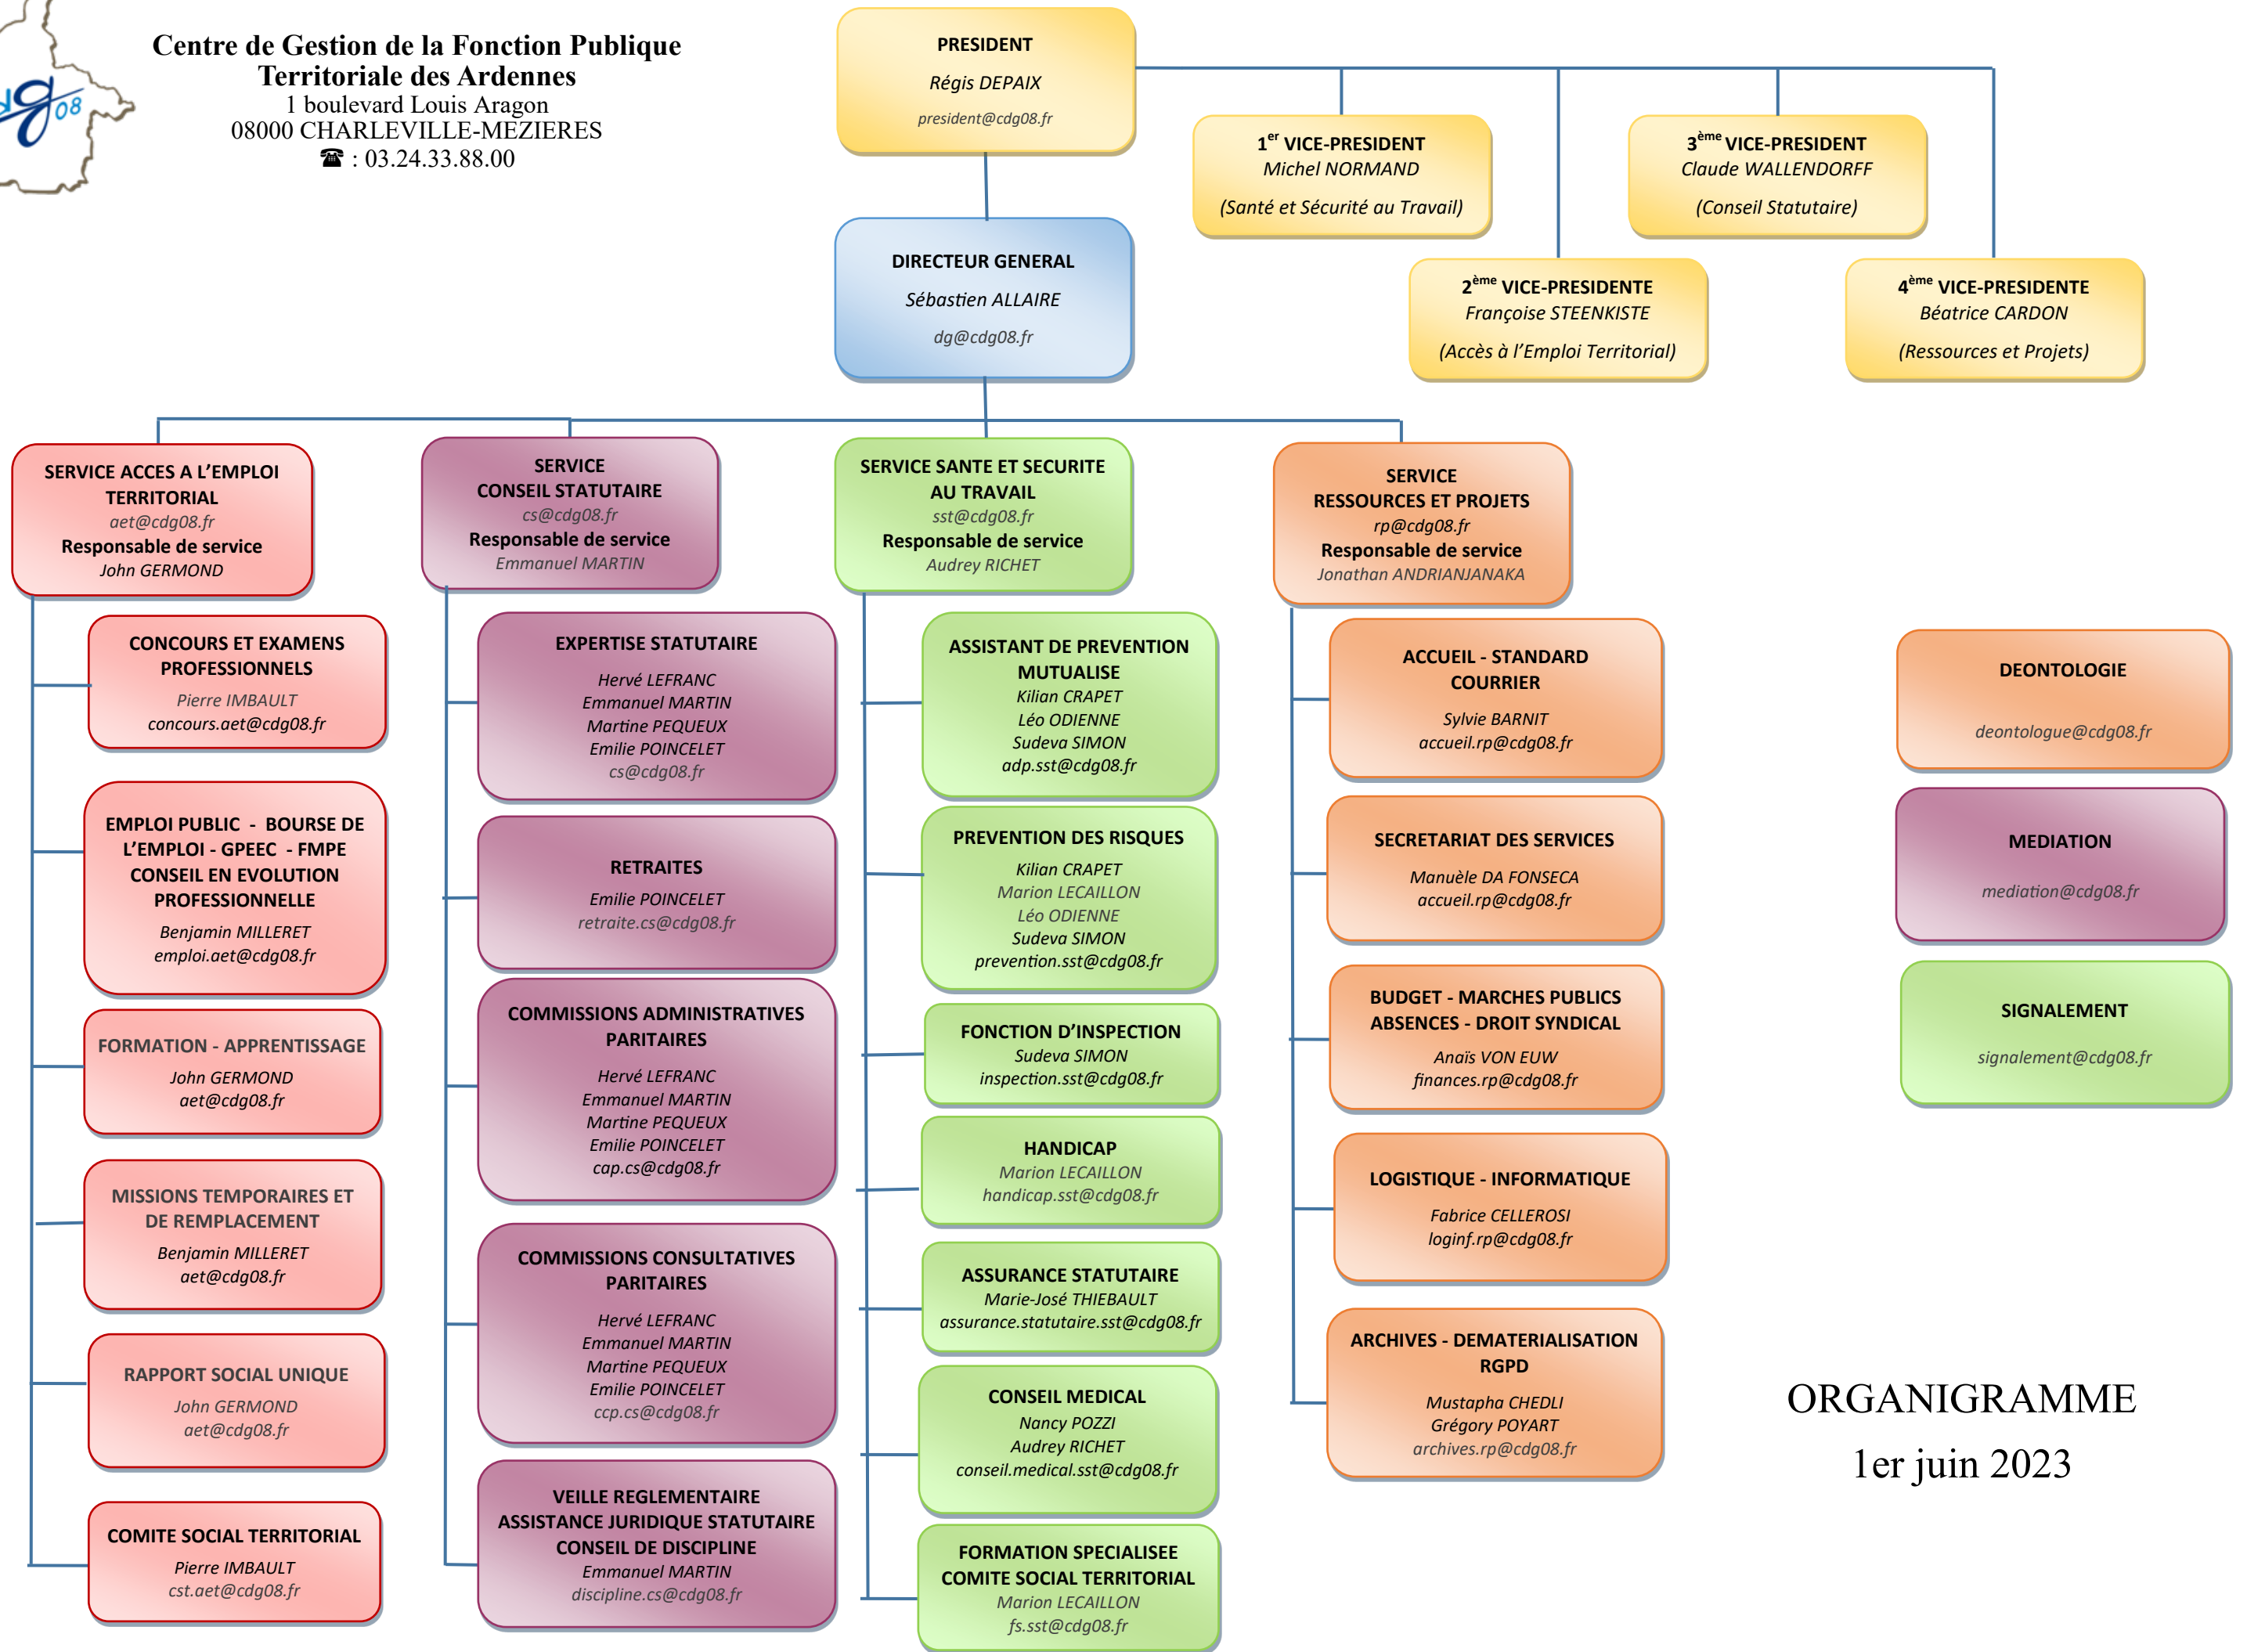 Centre de Gestion de la Fonction Publique
Territoriale des Ardennes
1 boulevard Louis Aragon
08000 CHARLEVILLE-MEZIERES
☎ : 03.24.33.88.00
08
PRESIDENT
Régis DEPAIX
president@cdg08.fr
1er VICE-PRESIDENT
Michel NORMAND
(Santé et Sécurité au Travail)
3ème VICE-PRESIDENT
Claude WALLENDORFF
(Conseil Statutaire)
2ème VICE-PRESIDENTE
Françoise STEENKISTE
(Accès à l'Emploi Territorial)
4ème VICE-PRESIDENTE
Béatrice CARDON
(Ressources et Projets)
DIRECTEUR GENERAL
Sébastien ALLAIRE
dg@cdg08.fr
SERVICE ACCES A L'EMPLOI
TERRITORIAL
aet@cdg08.fr
Responsable de service
John GERMOND
CONCOURS ET EXAMENS
PROFESSIONNELS
Pierre IMBAULT
concours.aet@cdg08.fr
EMPLOI PUBLIC - BOURSE DE
L'EMPLOI - GPEEC - FMPE
CONSEIL EN EVOLUTION
PROFESSIONNELLE
Benjamin MILLERET
emploi.aet@cdg08.fr
FORMATION - APPRENTISSAGE
John GERMOND
aet@cdg08.fr
MISSIONS TEMPORAIRES ET
DE REMPLACEMENT
Benjamin MILLERET
aet@cdg08.fr
RAPPORT SOCIAL UNIQUE
John GERMOND
aet@cdg08.fr
COMITE SOCIAL TERRITORIAL
Pierre IMBAULT
cst.aet@cdg08.fr
SERVICE
CONSEIL STATUTAIRE
cs@cdg08.fr
Responsable de service
Emmanuel MARTIN
EXPERTISE STATUTAIRE
Hervé LEFRANC
Emmanuel MARTIN
Martine PEQUEUX
Emilie POINCELET
cs@cdg08.fr
RETRAITES
Emilie POINCELET
retraite.cs@cdg08.fr
COMMISSIONS ADMINISTRATIVES
PARITAIRES
Hervé LEFRANC
Emmanuel MARTIN
Martine PEQUEUX
Emilie POINCELET
cap.cs@cdg08.fr
COMMISSIONS CONSULTATIVES
PARITAIRES
Hervé LEFRANC
Emmanuel MARTIN
Martine PEQUEUX
Emilie POINCELET
ccp.cs@cdg08.fr
VEILLE REGLEMENTAIRE
ASSISTANCE JURIDIQUE STATUTAIRE
CONSEIL DE DISCIPLINE
Emmanuel MARTIN
discipline.cs@cdg08.fr
SERVICE SANTE ET SECURITE
AU TRAVAIL
sst@cdg08.fr
Responsable de service
Audrey RICHET
ASSISTANT DE PREVENTION
MUTUALISE
Kilian CRAPET
Léo ODIENNE
Sudeva SIMON
adp.sst@cdg08.fr
PREVENTION DES RISQUES
Kilian CRAPET
Marion LECAILLON
Léo ODIENNE
Sudeva SIMON
prevention.sst@cdg08.fr
FONCTION D'INSPECTION
Sudeva SIMON
inspection.sst@cdg08.fr
HANDICAP
Marion LECAILLON
handicap.sst@cdg08.fr
ASSURANCE STATUTAIRE
Marie-José THIEBAULT
assurance.statutaire.sst@cdg08.fr
CONSEIL MEDICAL
Nancy POZZI
Audrey RICHET
conseil.medical.sst@cdg08.fr
FORMATION SPECIALISEE
COMITE SOCIAL TERRITORIAL
Marion LECAILLON
fs.sst@cdg08.fr
SERVICE
RESSOURCES ET PROJETS
rp@cdg08.fr
Responsable de service
Jonathan ANDRIANJANAKA
ACCUEIL - STANDARD
COURRIER
Sylvie BARNIT
accueil.rp@cdg08.fr
SECRETARIAT DES SERVICES
Manuèle DA FONSECA
accueil.rp@cdg08.fr
BUDGET - MARCHES PUBLICS
ABSENCES - DROIT SYNDICAL
Anaïs VON EUW
finances.rp@cdg08.fr
LOGISTIQUE - INFORMATIQUE
Fabrice CELLEROSI
loginf.rp@cdg08.fr
ARCHIVES - DEMATERIALISATION
RGPD
Mustapha CHEDLI
Grégory POYART
archives.rp@cdg08.fr
DEONTOLOGIE
deontologue@cdg08.fr
MEDIATION
mediation@cdg08.fr
SIGNALEMENT
signalement@cdg08.fr
ORGANIGRAMME
1er juin 2023